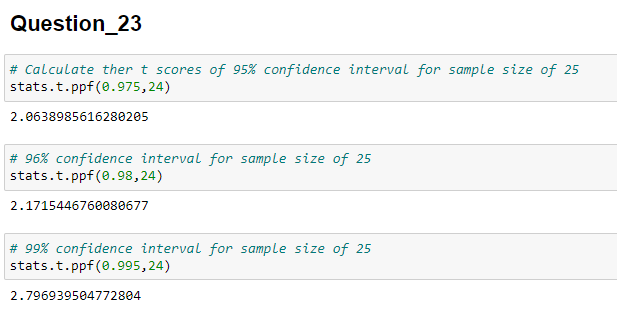 Question_23
# Calculate ther t scores of 95% confidence interval for sample size of 25
stats.t.ppf(0.975,24)
2.0638985616280205
# 96% confidence interval for sample size of 25
stats.t.ppf(0.98,24)
2.1715446760080677
# 99% confidence interval for sample size of 25
stats.t.ppf(0.995,24)
2.796939504772804